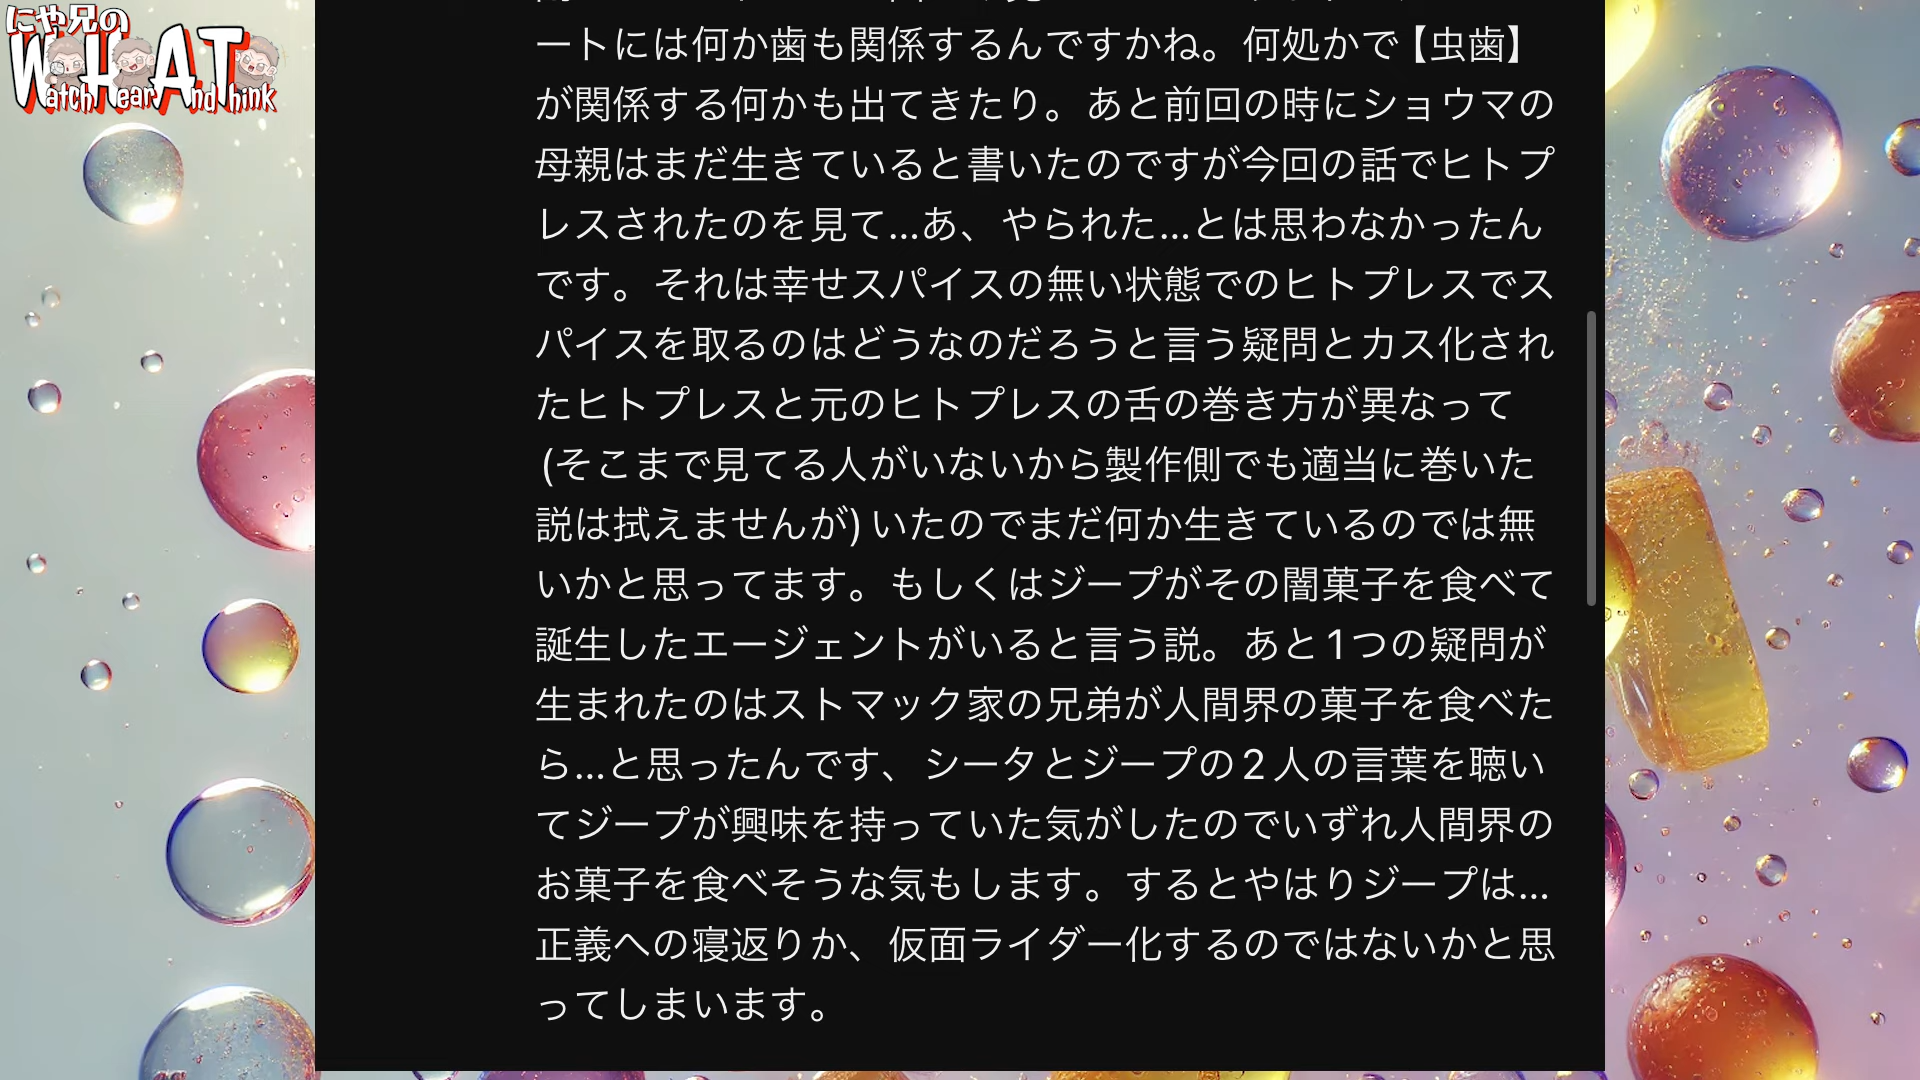 にや兄の
WHAT
atch ear nd hink
ートには何か歯も関係するんですかね。何処かで【虫歯】
が関係する何かも出てきたり。あと前回の時にショウマの
母親はまだ生きていると書いたのですが今回の話でヒトプ
レスされたのを見て...あ、やられた...とは思わなかったん
です。それは幸せスパイスの無い状態でのヒトプレスでス
パイスを取るのはどうなのだろうと言う疑問とカス化され
たヒトプレスと元のヒトプレスの舌の巻き方が異なって
(そこまで見てる人がいないから製作側でも適当に巻いた
説は拭えませんが)いたのでまだ何か生きているのでは無
いかと思ってます。もしくはジープがその闇菓子を食べて
誕生したエージェントがいると言う説。あと1つの疑問が
生まれたのはストマック家の兄弟が人間界の菓子を食べた
ら...と思ったんです、シータとジープの2人の言葉を聴い
てジープが興味を持っていた気がしたのでいずれ人間界の
お菓子を食べそうな気もします。するとやはりジープは...
正義への寝返りか、仮面ライダー化するのではないかと思
ってしまいます。